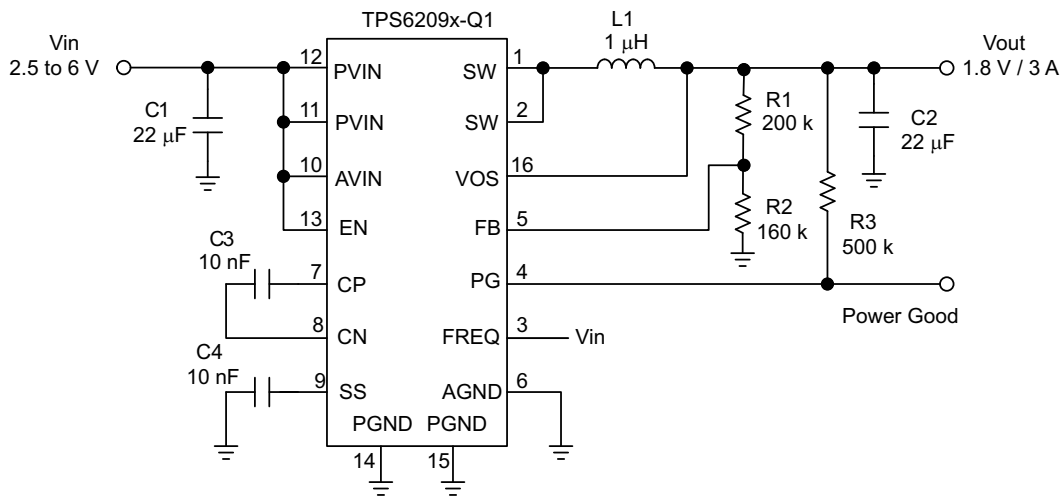 TPS6209x-Q1
Vin
2.5 to 6 V
C1
22 μF
12
PVIN
11
PVIN
10
AVIN
13
EN
C3
10 nF
7
CP
8
CN
C4
10 nF
9
SS
PGND
PGND
14
15
SW
1
SW
2
VOS
16
FB
5
PG
4
FREQ
3
Vin
AGND
6
L1
1 μH
R1
200 k
R2
160 k
R3
500 k
C2
22 μF
Vout
1.8 V / 3 A
Power Good